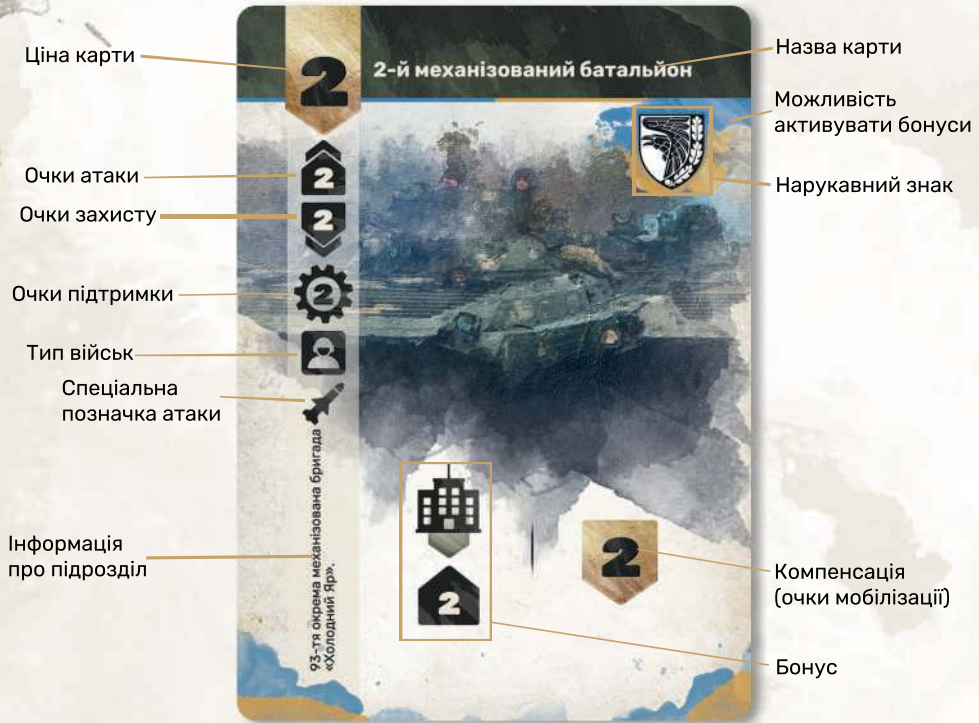 Ціна карти
2
2-й механізований батальйон
Назва карти
Можливість
активувати бонуси
Очки атаки
2
Нарукавний знак
Очки захисту
2
Очки підтримки
2
Тип військ
Спеціальна
позначка атаки
93-тя окрема механізована бригада
«Холодний Яр».
Інформація
про підрозділ
2
2
Компенсація
(очки мобілізації)
Бонус